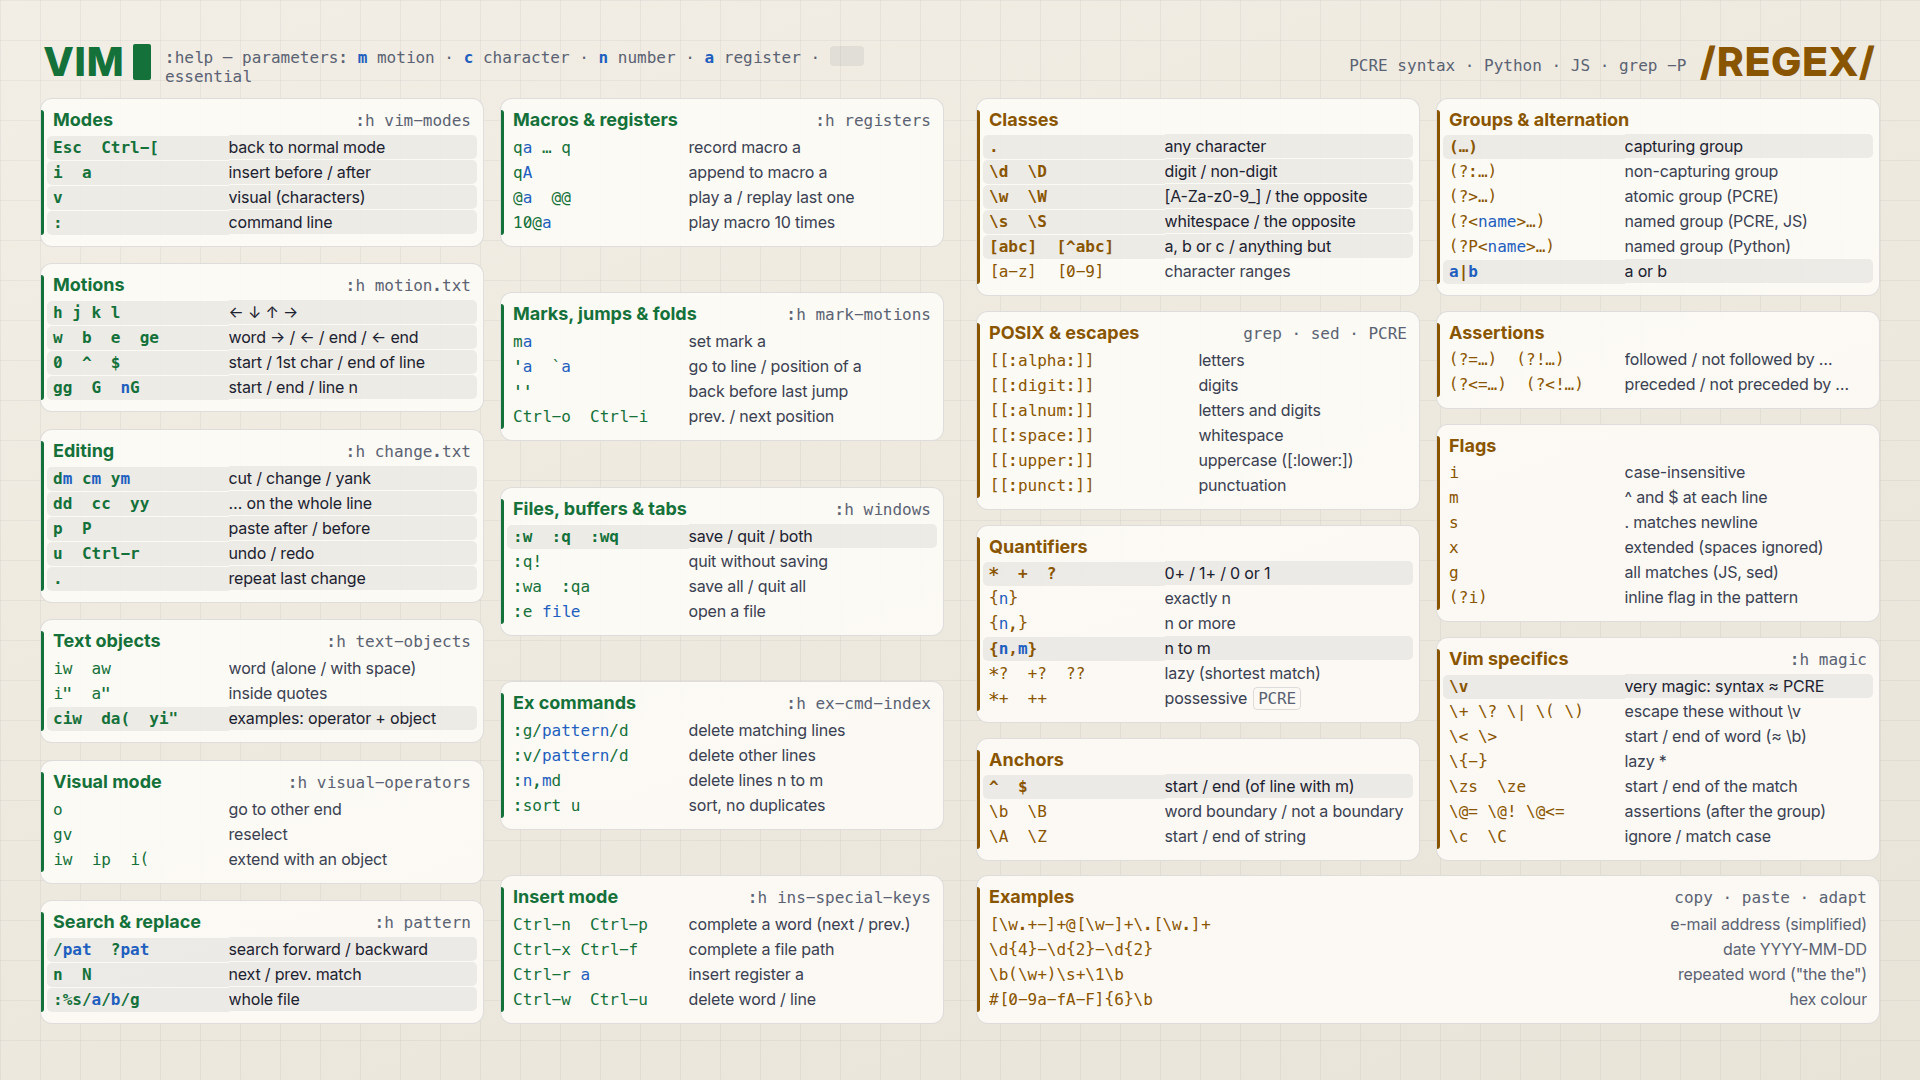 VIM
:help — parameters: m motion · c character · n number · a register ·
essential
PCRE syntax · Python · JS · grep -P /REGEX/
Modes :h vim-modes
Esc Ctrl-[ back to normal mode
i a insert before / after
v visual (characters)
: command line
Motions :h motion.txt
h j k l ← ↓ ↑ →
w b e ge word → / ← / end / ← end
0 ^ $ start / 1st char / end of line
gg G nG start / end / line n
Editing :h change.txt
dm cm ym cut / change / yank
dd cc yy … on the whole line
p P paste after / before
u Ctrl-r undo / redo
. repeat last change
Text objects :h text-objects
iw aw word (alone / with space)
i" a" inside quotes
ciw da( yi" examples: operator + object
Visual mode :h visual-operators
o go to other end
gv reselect
iw ip i( extend with an object
Search & replace :h pattern
/pat ?pat search forward / backward
n N next / prev. match
:%s/a/b/g whole file
Macros & registers :h registers
qa … q record macro a
qA append to macro a
@a @@ play a / replay last one
10@a play macro 10 times
Marks, jumps & folds :h mark-motions
ma set mark a
'a `a go to line / position of a
'' back before last jump
Ctrl-o Ctrl-i prev. / next position
Files, buffers & tabs :h windows
:w :q :wq save / quit / both
:q! quit without saving
:wa :qa save all / quit all
:e file open a file
Ex commands :h ex-cmd-index
:g/pattern/d delete matching lines
:v/pattern/d delete other lines
:n,md delete lines n to m
:sort u sort, no duplicates
Insert mode :h ins-special-keys
Ctrl-n Ctrl-p complete a word (next / prev.)
Ctrl-x Ctrl-f complete a file path
Ctrl-r a insert register a
Ctrl-w Ctrl-u delete word / line
Classes
. any character
\d \D digit / non-digit
\w \W [A-Za-z0-9_] / the opposite
\s \S whitespace / the opposite
[abc] [^abc] a, b or c / anything but
[a-z] [0-9] character ranges
POSIX & escapes grep · sed · PCRE
[[:alpha:]] letters
[[:digit:]] digits
[[:alnum:]] letters and digits
[[:space:]] whitespace
[[:upper:]] uppercase ([:lower:])
[[:punct:]] punctuation
Quantifiers
* + ? 0+ / 1+ / 0 or 1
{n} exactly n
{n,} n or more
{n,m} n to m
*? +? ?? lazy (shortest match)
*+ ++ possessive PCRE
Anchors
^ $ start / end (of line with m)
\b \B word boundary / not a boundary
\A \Z start / end of string
Groups & alternation
(…) capturing group
(?:…) non-capturing group
(?>…) atomic group (PCRE)
(?<name>…) named group (PCRE, JS)
(?P<name>…) named group (Python)
a|b a or b
Assertions
(?=…) (?!…) followed / not followed by …
(?<=…) (?<!…) preceded / not preceded by …
Flags
i case-insensitive
m ^ and $ at each line
s . matches newline
x extended (spaces ignored)
g all matches (JS, sed)
(?i) inline flag in the pattern
Vim specifics :h magic
\v very magic: syntax ≈ PCRE
\+ \? \| \( \) escape these without \v
\< \> start / end of word (≈ \b)
\{-} lazy *
\zs \ze start / end of the match
\@= \@! \@<= assertions (after the group)
\c \C ignore / match case
Examples copy · paste · adapt
[\w.+-]+@[\w-]+\.[\w.]+ e-mail address (simplified)
\d{4}-\d{2}-\d{2} date YYYY-MM-DD
\b(\w+)\s+\1\b repeated word ("the the")
#[0-9a-fA-F]{6}\b hex colour